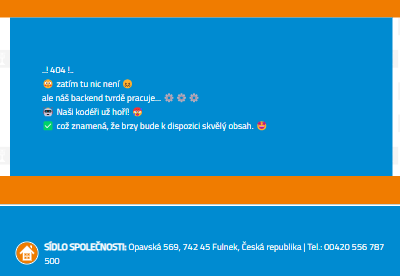 ..! 404 !..
😳 zatím tu nic není 😠
ale náš backend tvrdě pracuje... ⚙️ ⚙️ ⚙️
😎 Naši kodéři už hoří! 😡
✅ což znamená, že brzy bude k dispozici skvělý obsah. 🤩
SÍDLO SPOLEČNOSTI: Opavská 569, 742 45 Fulnek, Česká republika | Tel.: 00420 556 787
500